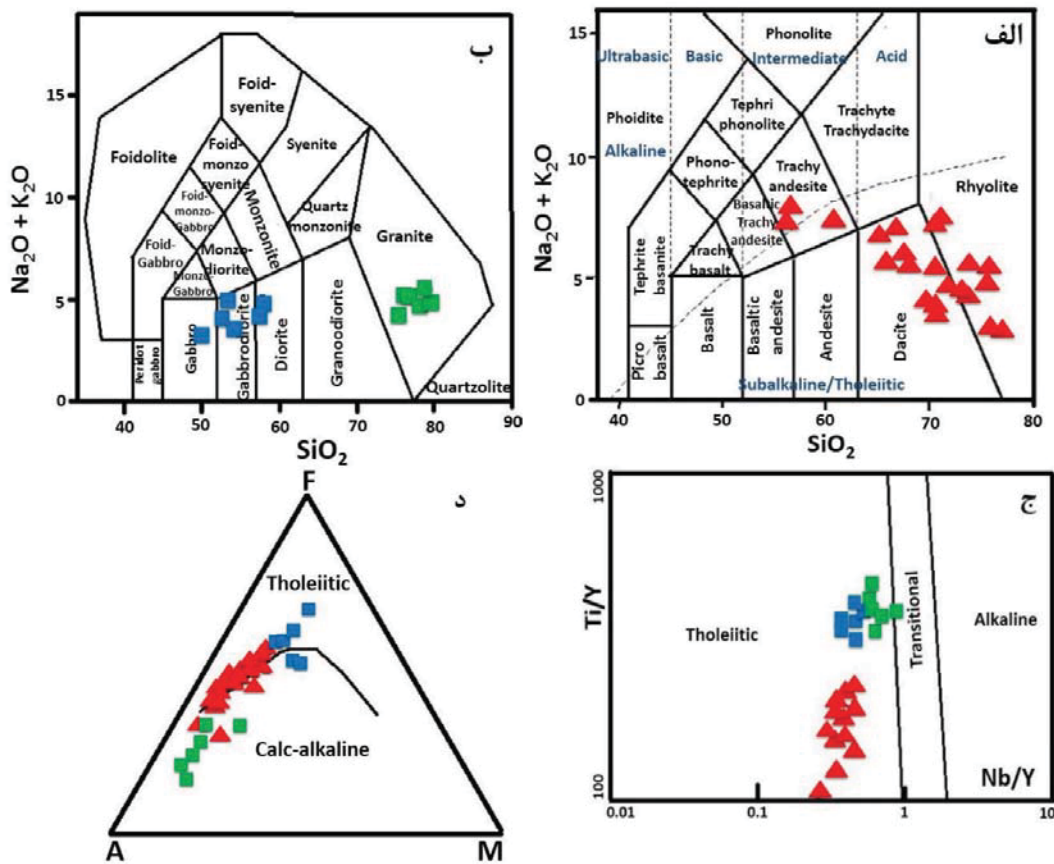 ب
Na₂O + K₂O
15
10
5
0
40
50
60
70
80
90
SiO₂
Foid-
syenite
Foidolite
Foid-
monzo
syenite
Syenite
Foid-
monzo-
Gabbro
Monzonite
Quartz
monzonite
Granite
Foid-
Gabbro
Monzo-
diorite
Monzo-
Gabbro
Peridot
gabbro
Gabbro
Gabbrodiorite
Diorite
Granoodiorite
Quartzolite
الف
Na₂O + K₂O
15
10
5
0
40
50
60
70
80
SiO₂
Phonolite
Ultrabasic
Basic
Intermediate
Acid
Tephri
phonolite
Trachyte
Trachydacite
Phoidite
Alkaline
Phono-
tephrite
Trachy
andesite
Rhyolite
Basaltic
Trachy
andesite
Trachy
basalt
Tephrite
basanite
Picro
basalt
Basalt
Basaltic
andesite
Andesite
Dacite
Subalkaline/Tholeiitic
د
F
Tholeiitic
Calc-alkaline
A
M
ج
1000
Ti/Y
100
Tholeiitic
Transitional
Alkaline
Nb/Y
0.01
0.1
1
10